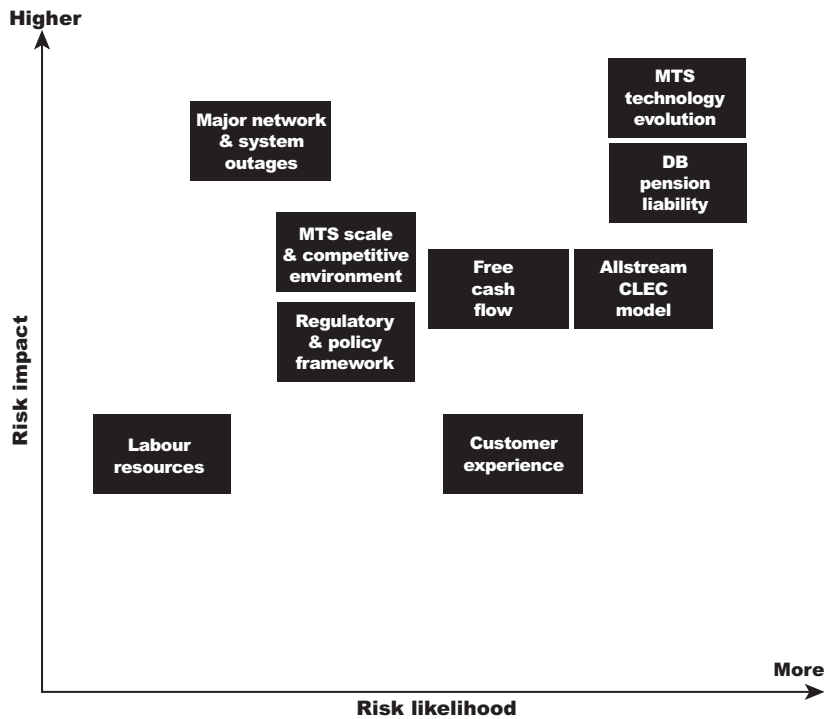 Higher
MTS
technology
evolution
Major network
& system
outages
DB
pension
liability
MTS scale
& competitive
environment
Free
cash
flow
Allstream
CLEC
model
Regulatory
& policy
framework
Labour
resources
Customer
experience
Risk impact
More
Risk likelihood